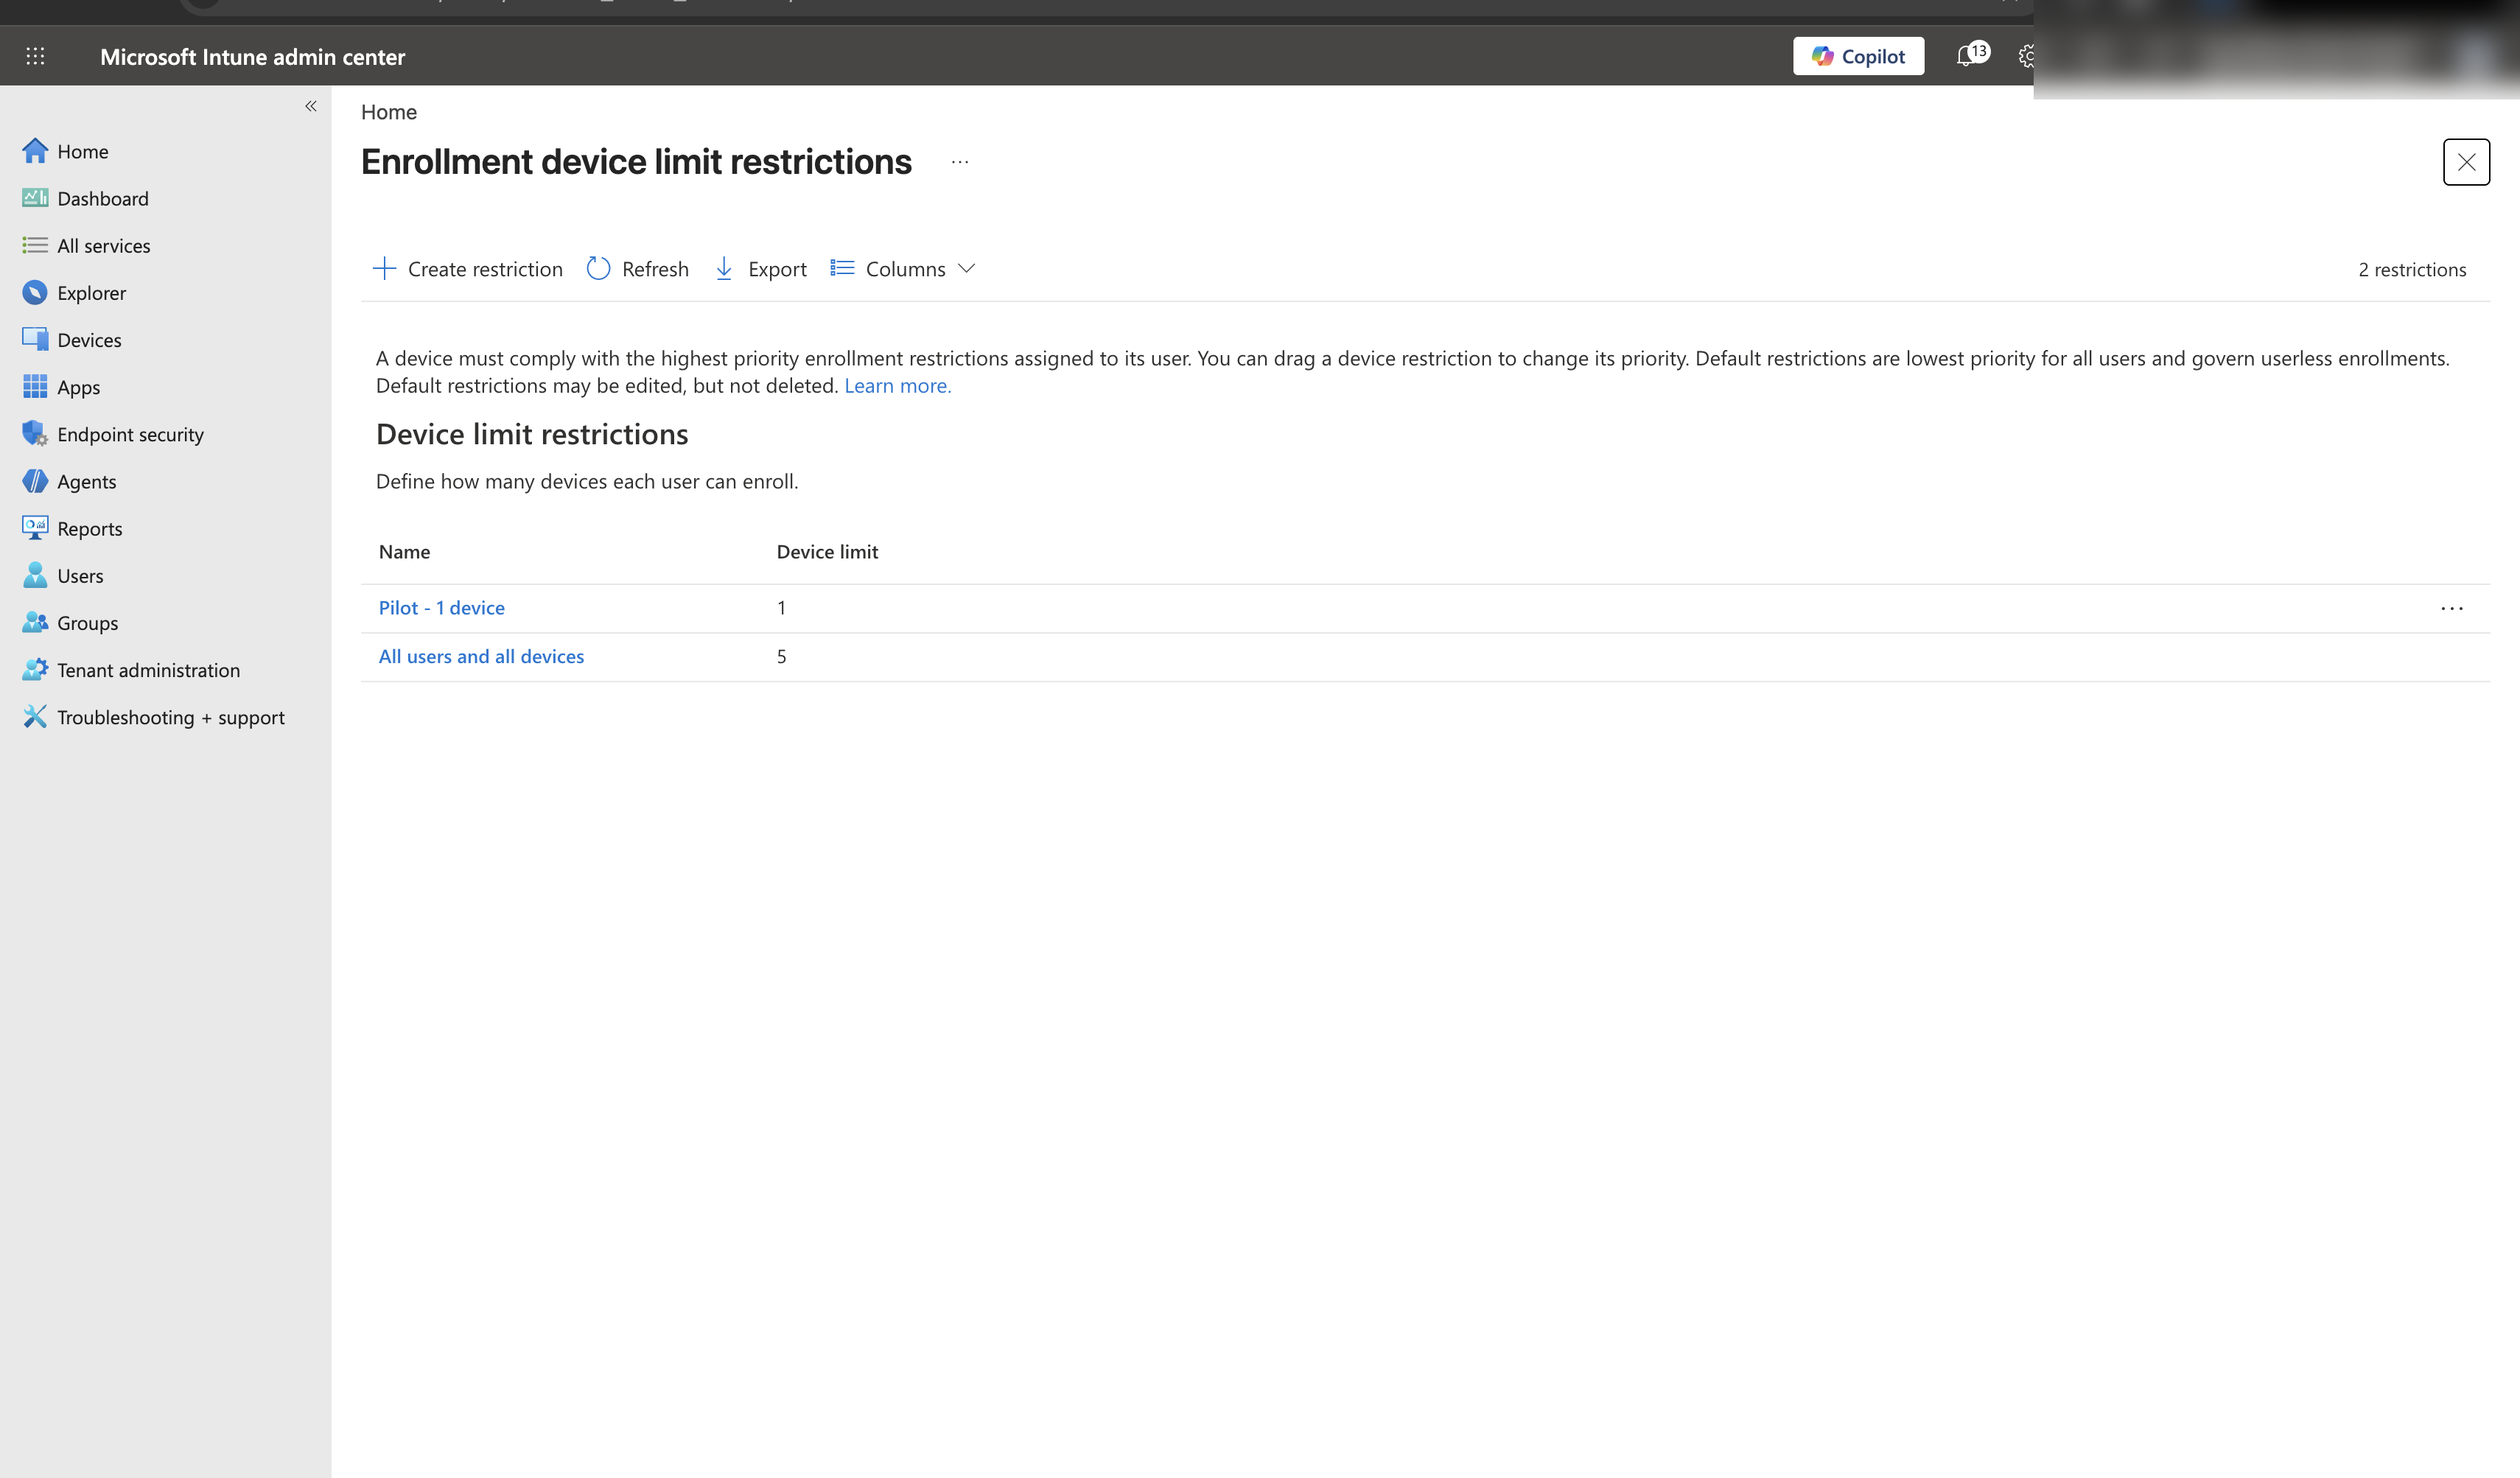 Microsoft Intune admin center
Copilot
13
Home
Enrollment device limit restrictions
Home
Dashboard
All services
Explorer
Devices
Apps
Endpoint security
Agents
Reports
Users
Groups
Tenant administration
Troubleshooting + support
Create restriction
Refresh
Export
Columns
2 restrictions
A device must comply with the highest priority enrollment restrictions assigned to its user. You can drag a device restriction to change its priority. Default restrictions are lowest priority for all users and govern userless enrollments.
Default restrictions may be edited, but not deleted. Learn more.
Device limit restrictions
Define how many devices each user can enroll.
Name Device limit
Pilot - 1 device 1
All users and all devices 5